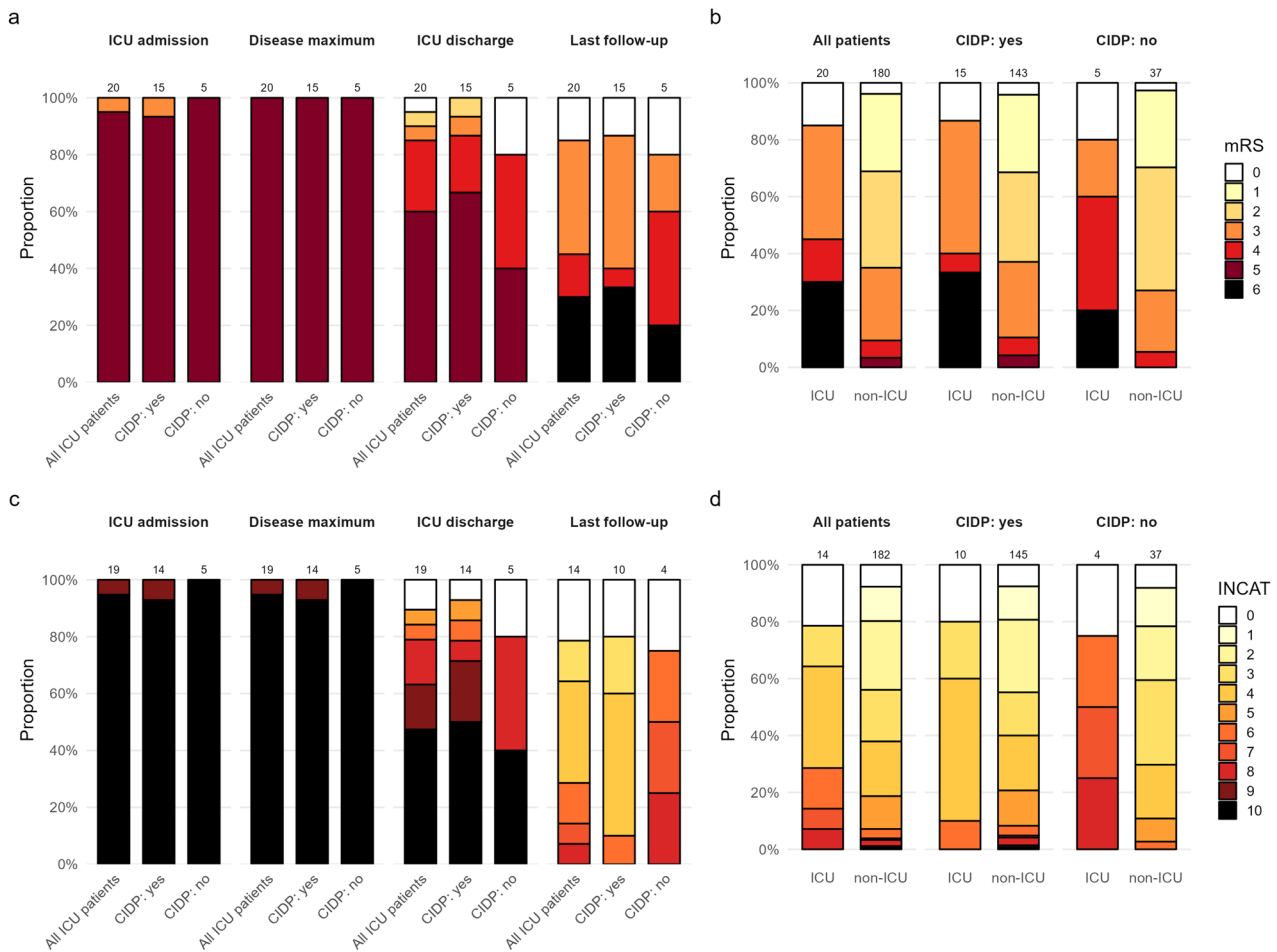 a
ICU admission Disease maximum ICU discharge Last follow-up
20 15 5 20 15 5 20 15 5 20 15 5
Proportion
100%
80%
60%
40%
20%
0%
All ICU patients CIDP: yes CIDP: no All ICU patients CIDP: yes CIDP: no All ICU patients CIDP: yes CIDP: no All ICU patients CIDP: yes CIDP: no
b
All patients CIDP: yes CIDP: no
20 180 15 143 5 37
Proportion
100%
80%
60%
40%
20%
0%
ICU non-ICU ICU non-ICU ICU non-ICU
mRS
0
1
2
3
4
5
6
c
ICU admission Disease maximum ICU discharge Last follow-up
19 14 5 19 14 5 19 14 5 14 10 4
Proportion
100%
80%
60%
40%
20%
0%
All ICU patients CIDP: yes CIDP: no All ICU patients CIDP: yes CIDP: no All ICU patients CIDP: yes CIDP: no All ICU patients CIDP: yes CIDP: no
d
All patients CIDP: yes CIDP: no
14 182 10 145 4 37
Proportion
100%
80%
60%
40%
20%
0%
ICU non-ICU ICU non-ICU ICU non-ICU
INCAT
0
1
2
3
4
5
6
7
8
9
10